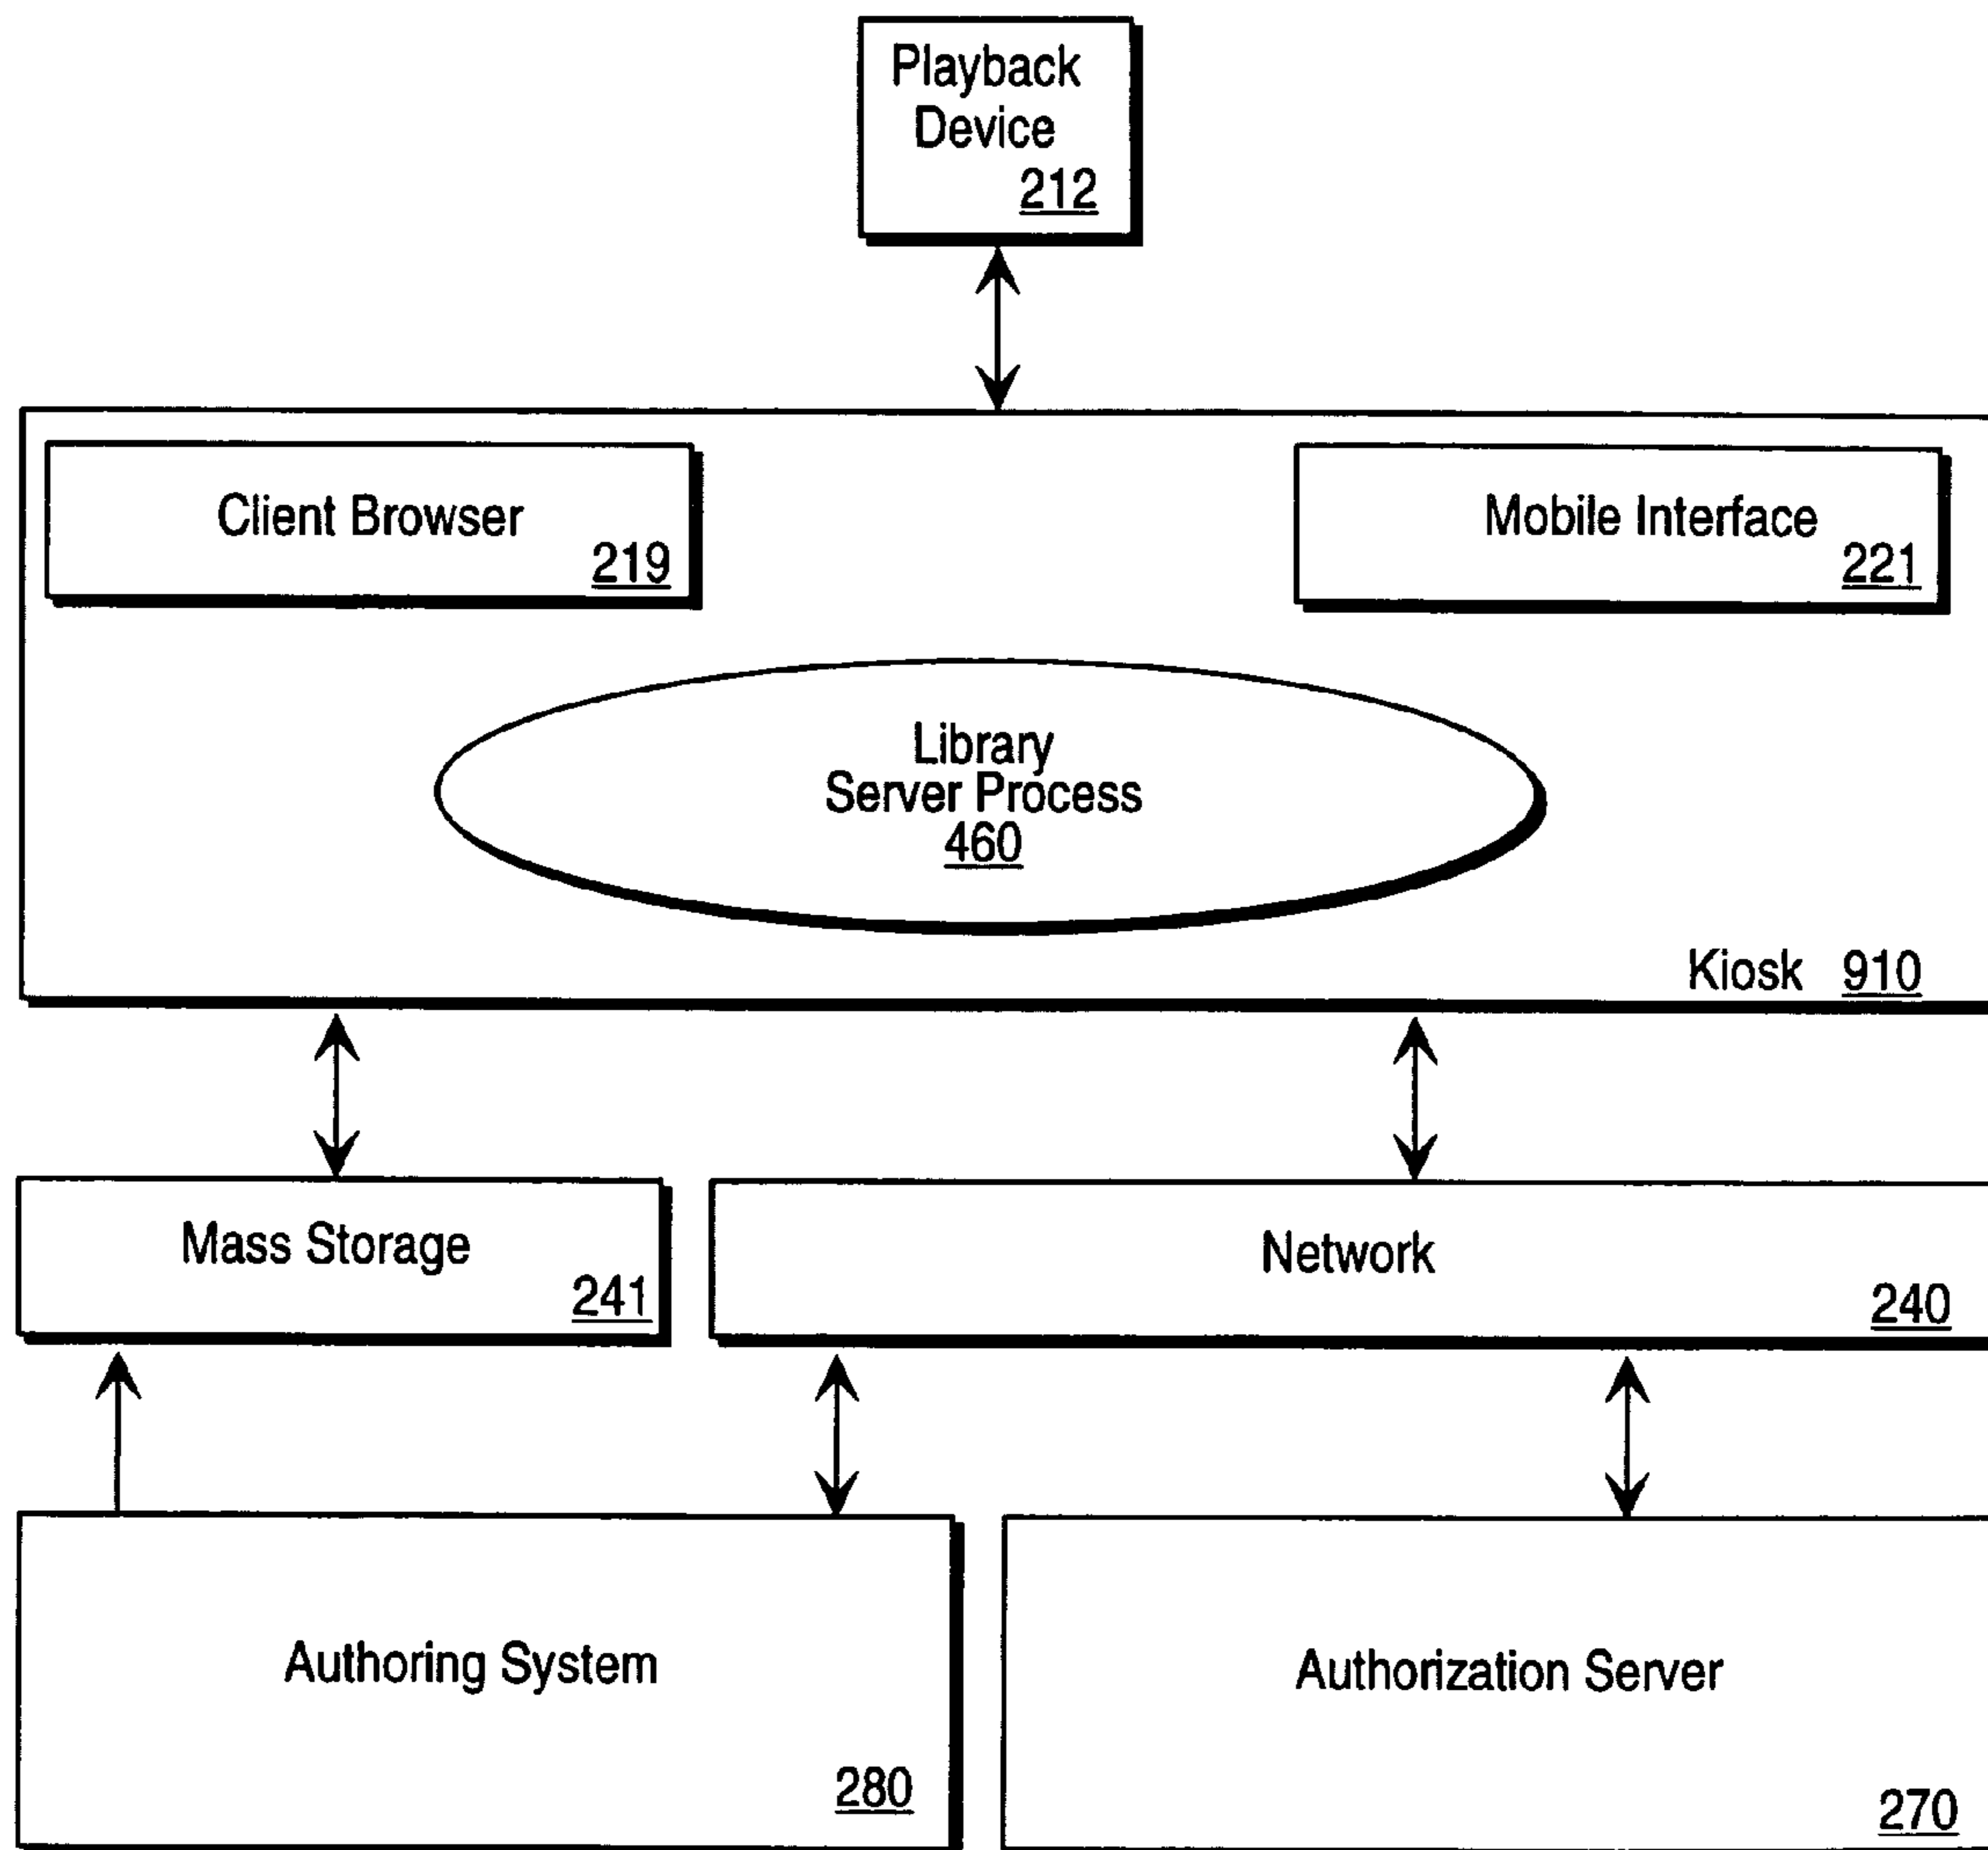 Playback
Device
212
Client Browser
219
Mobile Interface
221
Library
Server Process
460
Kiosk 910
Mass Storage
241
Network
240
Authoring System
280
Authorization Server
270